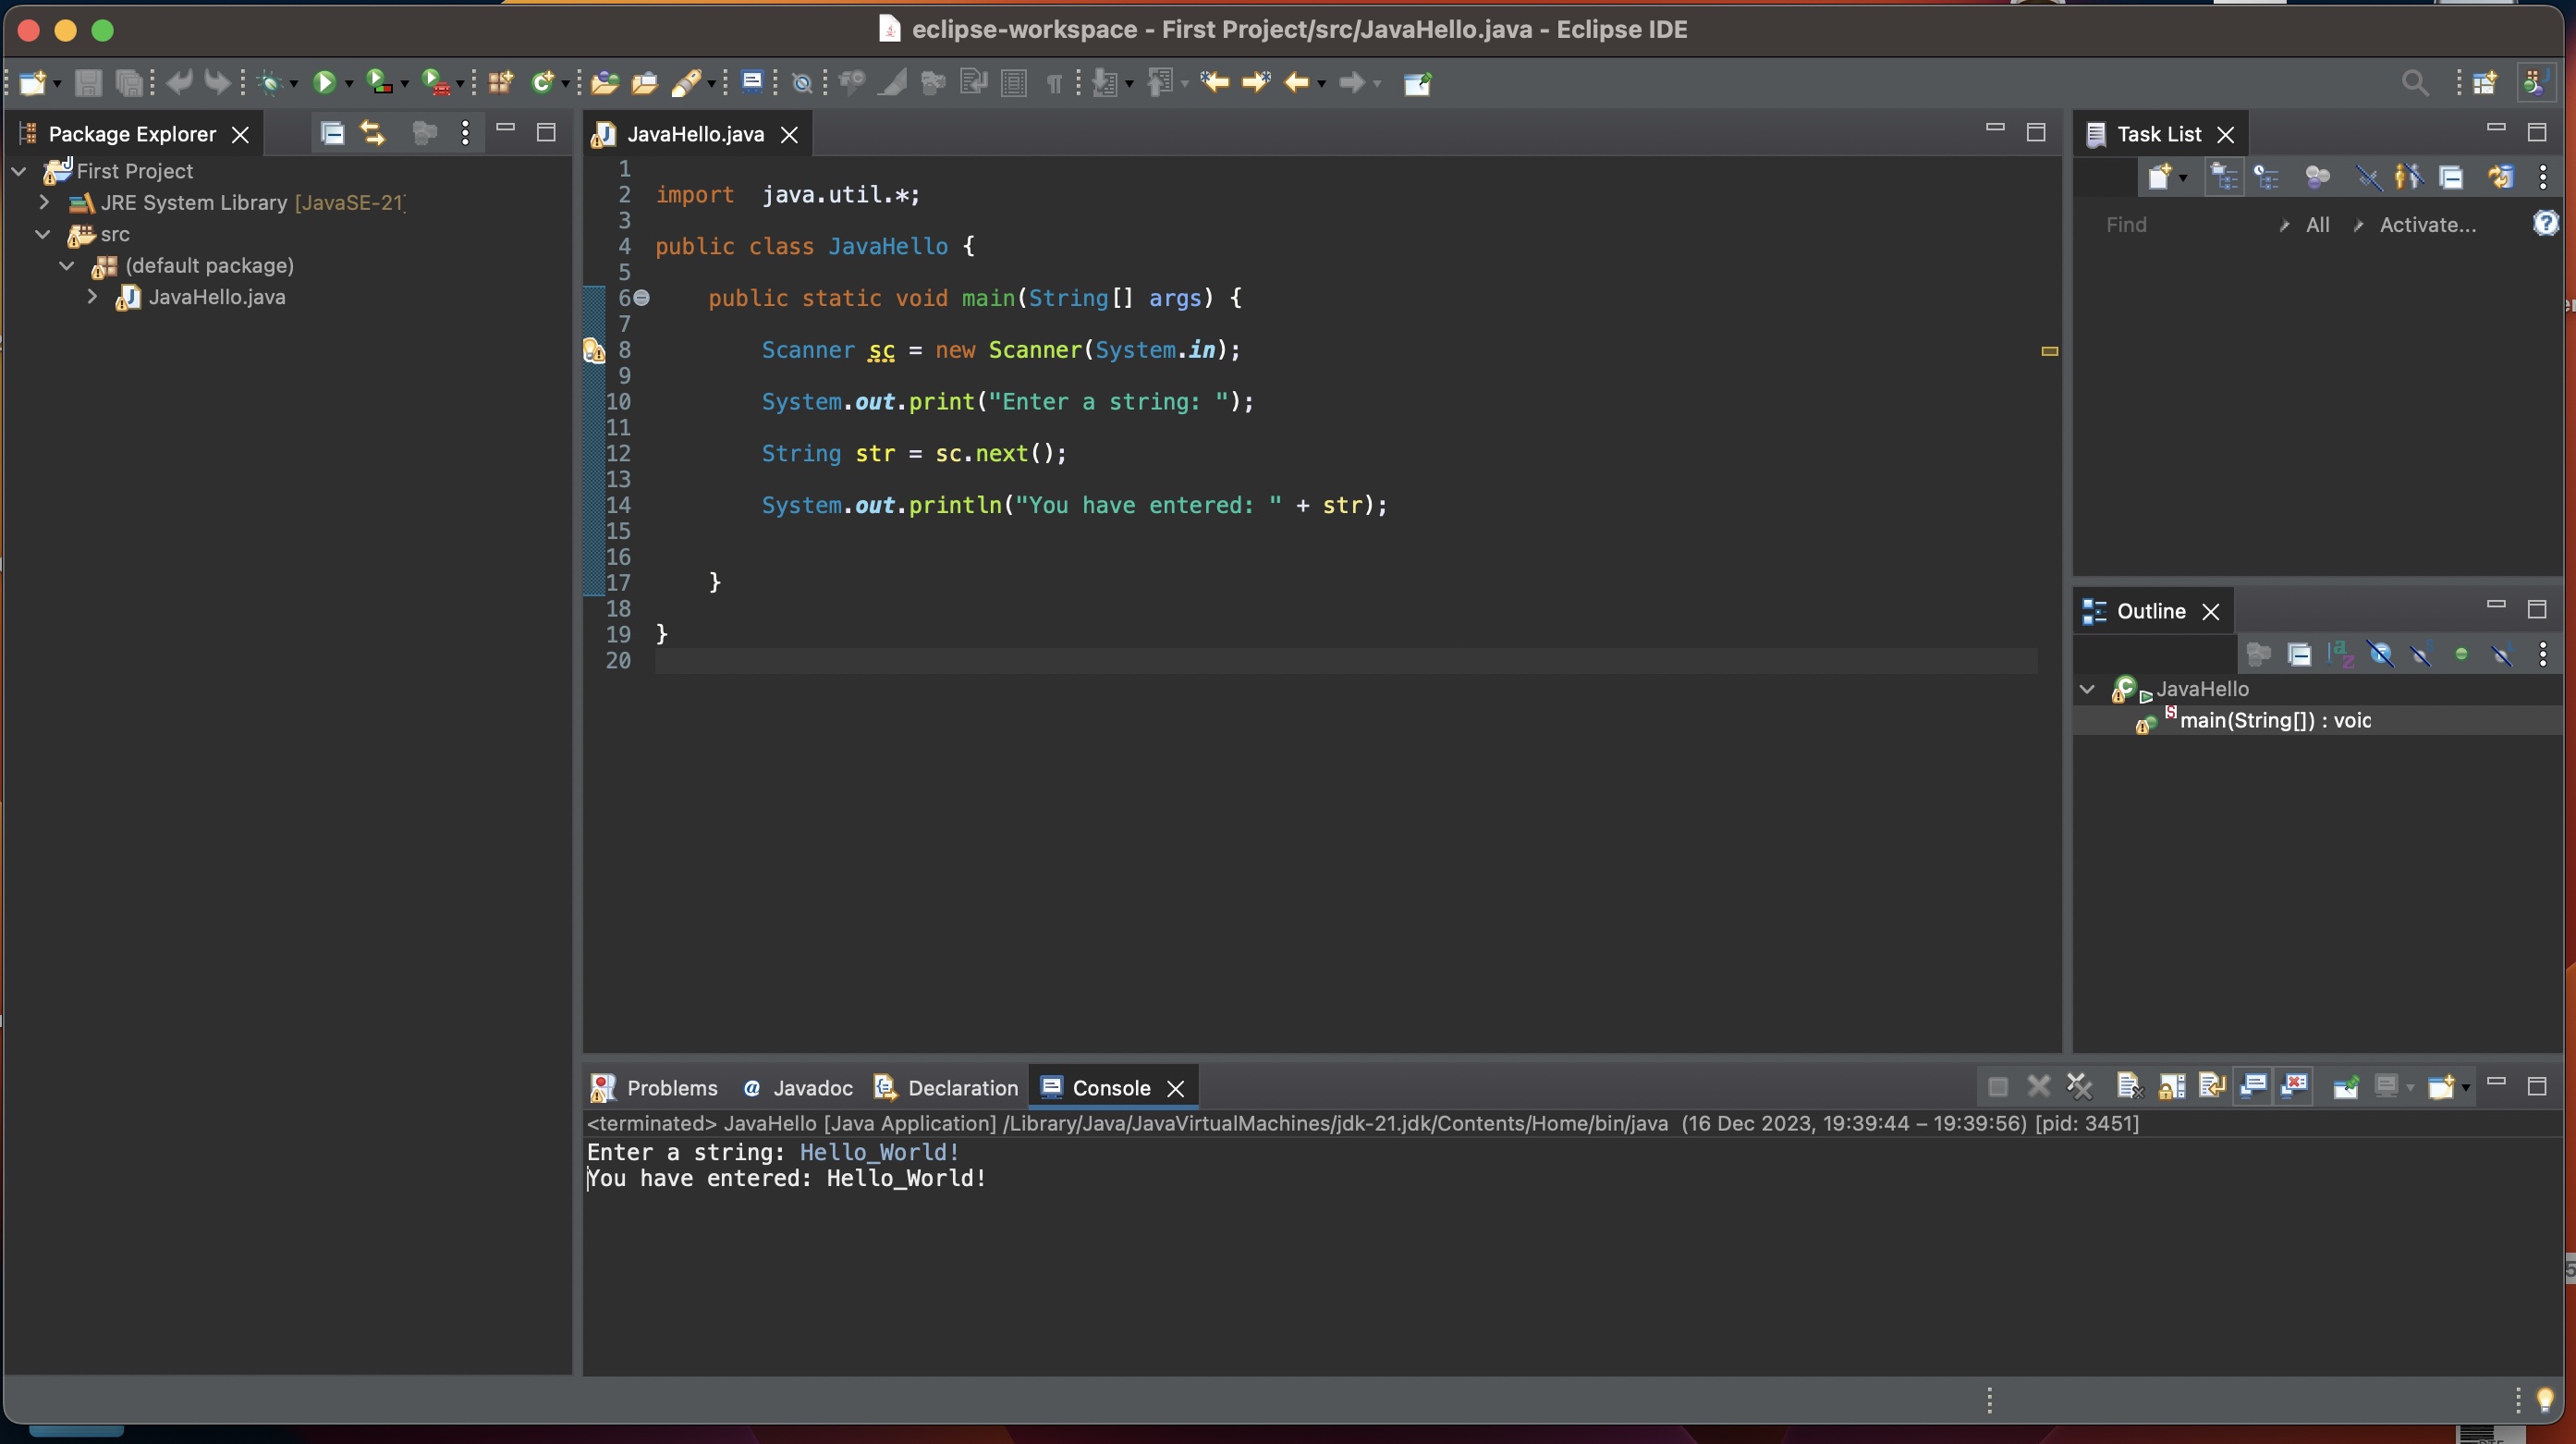 eclipse-workspace - First Project/src/JavaHello.java - Eclipse IDE
Package Explorer
First Project
JRE System Library [JavaSE-21]
src
(default package)
JavaHello.java
JavaHello.java
1
2 import  java.util.*;
3
4 public class JavaHello {
5
6     public static void main(String[] args) {
7
8         Scanner sc = new Scanner(System.in);
9
10         System.out.print("Enter a string: ");
11
12         String str = sc.next();
13
14         System.out.println("You have entered: " + str);
15
16
17     }
18
19 }
20
Task List
Find All Activate...
Outline
JavaHello
main(String[]) : void
Problems Javadoc Declaration Console
<terminated> JavaHello [Java Application] /Library/Java/JavaVirtualMachines/jdk-21.jdk/Contents/Home/bin/java  (16 Dec 2023, 19:39:44 – 19:39:56) [pid: 3451]
Enter a string: Hello_World!
You have entered: Hello_World!